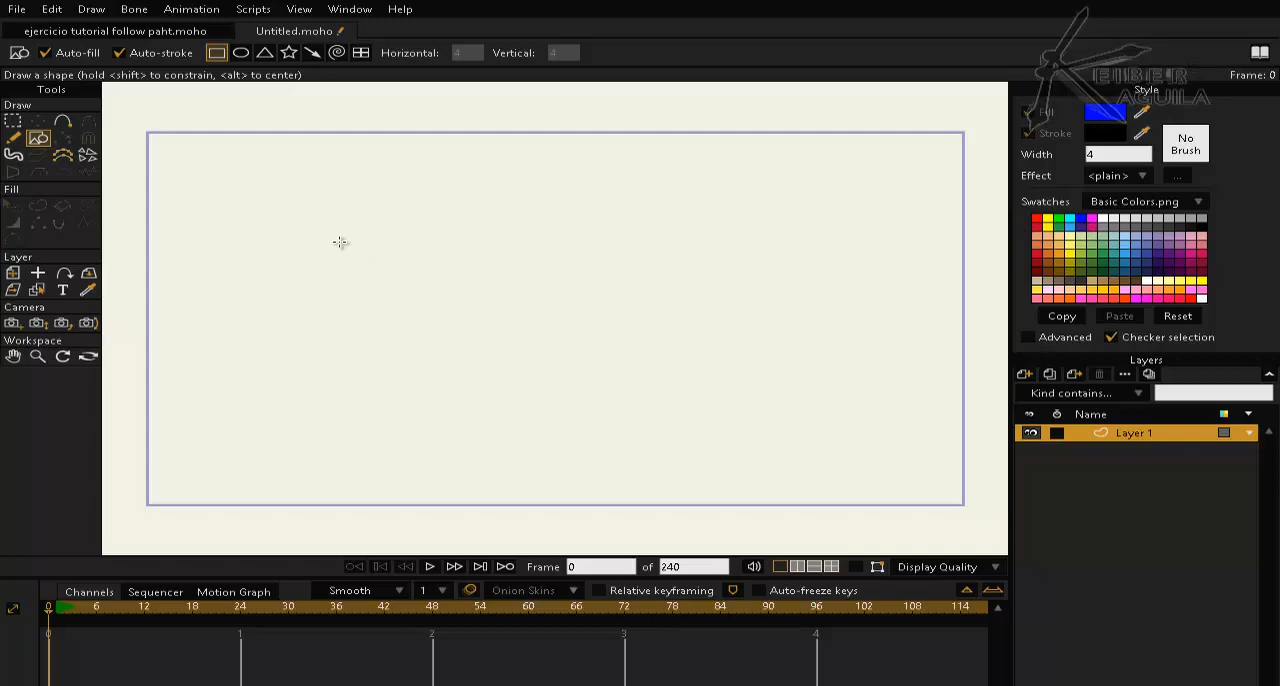 File Edit Draw Bone Animation Scripts View Window Help
ejercicio tutorial follow paht.moho Untitled.moho
Auto-fill Auto-stroke Horizontal: 4 Vertical: 4
Draw a shape (hold <shift> to constrain, <alt> to center) Frame: 0
KEIBER
AGUILA
Tools Style
Draw
Fill
Stroke
No
Brush
Width 4
Effect <plain> ...
Fill
Swatches Basic Colors.png
Layer
Camera
Copy Paste Reset
Workspace
Advanced Checker selection
Layers
Kind contains...
Name
Layer 1
Frame 0 of 240 Display Quality
Channels Sequencer Motion Graph Smooth 1 Onion Skins Relative keyframing Auto-freeze keys
0 6 12 18 24 30 36 42 48 54 60 66 72 78 84 90 96 102 108 114
0 1 2 3 4